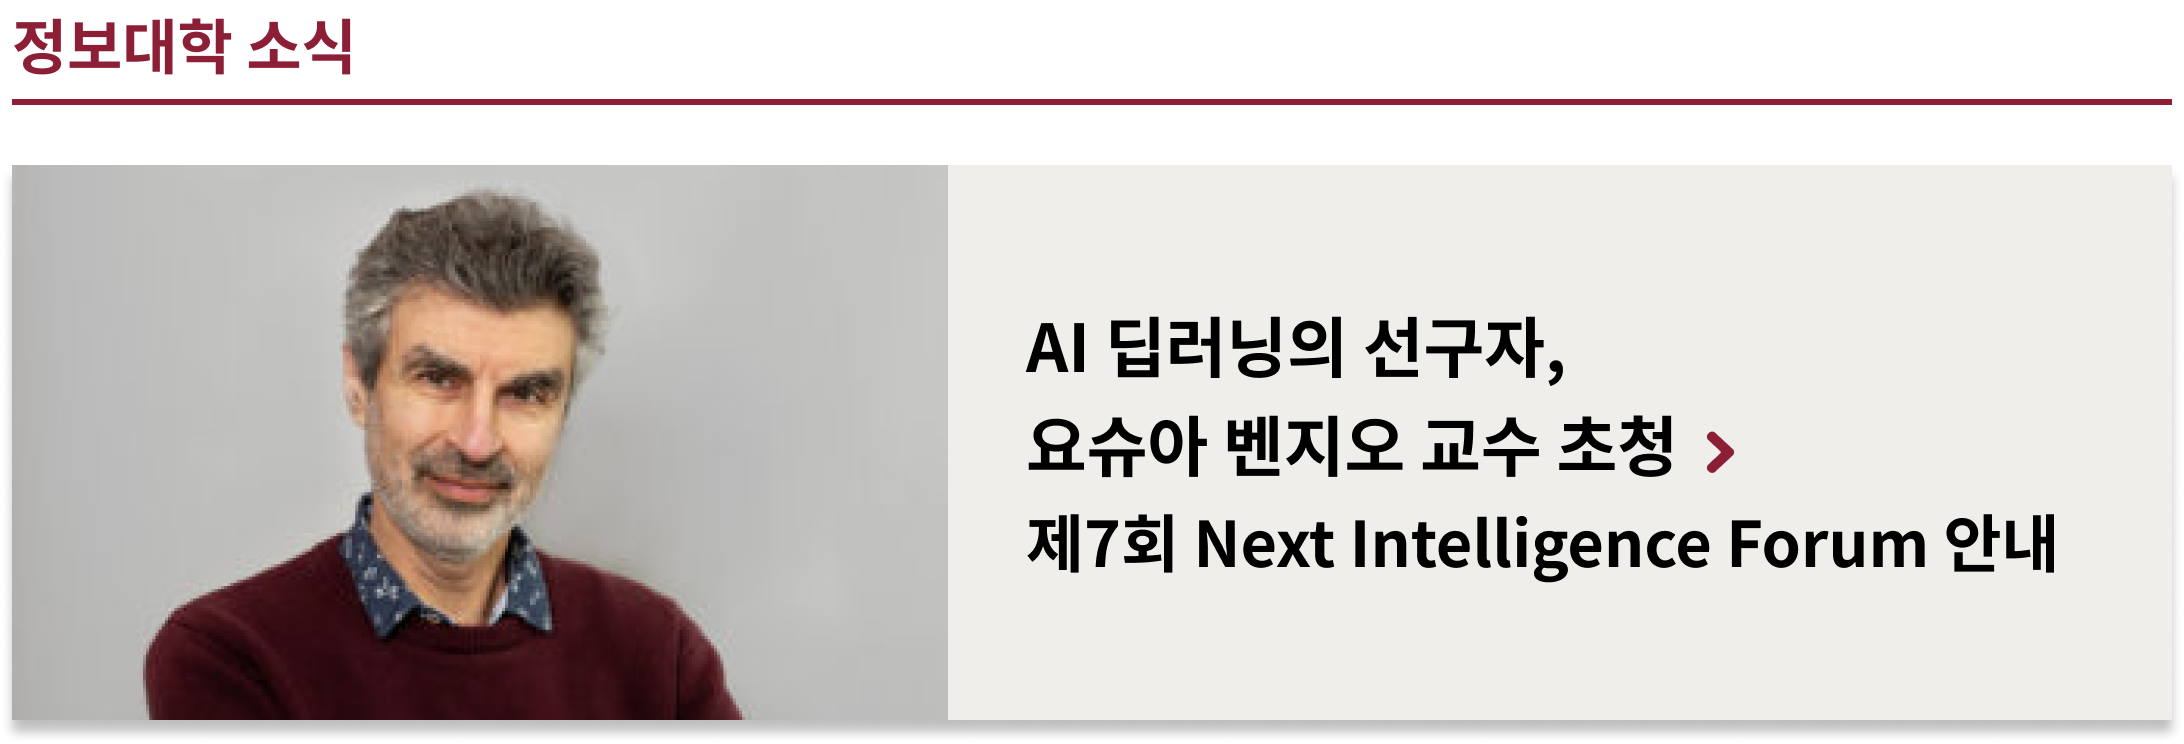 정보대학 소식
AI 딥러닝의 선구자,
요슈아 벤지오 교수 초청
제7회 Next Intelligence Forum 안내